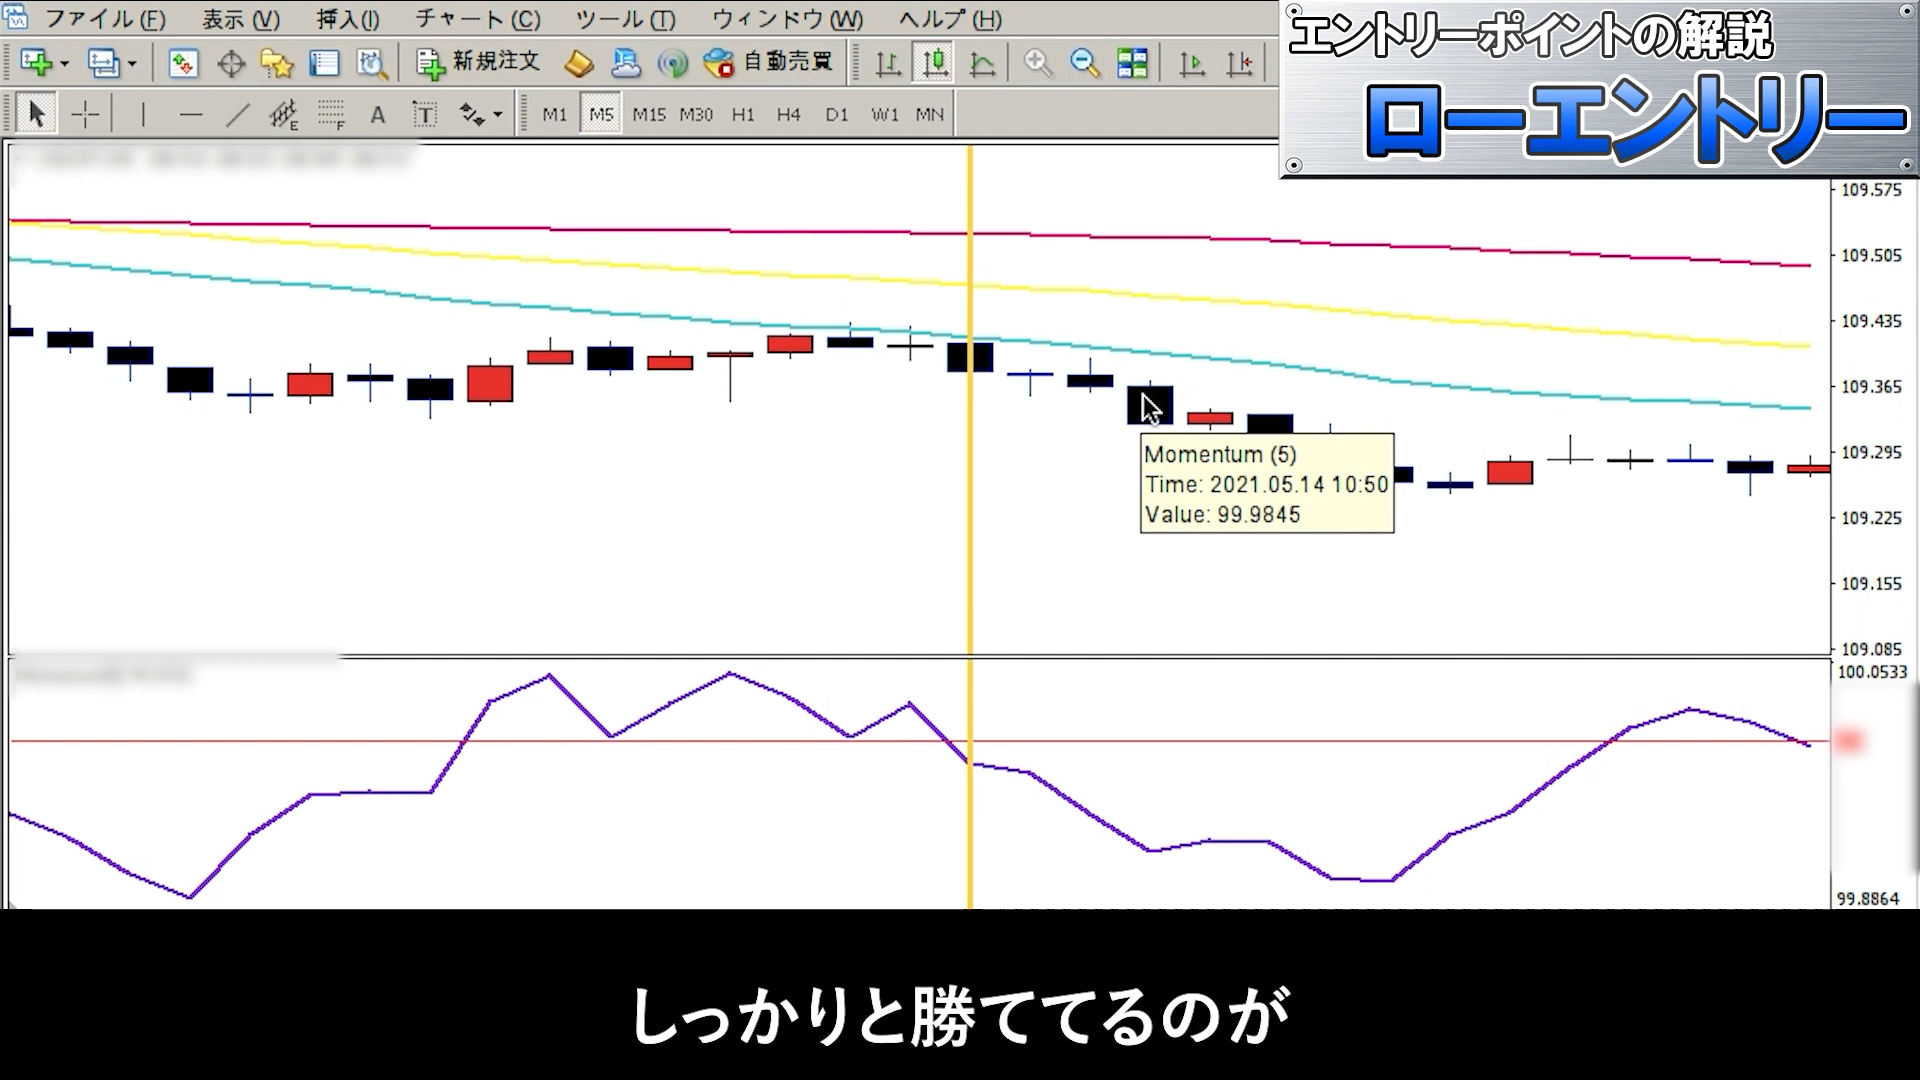 ファイル (F) 表示 (V) 挿入(I) チャート (C) ツール (T) ウィンドウ (W) ヘルプ (H)
新規注文 自動売買
A T E F M1 M5 M15 M30 H1 H4 D1 W1 MN
エントリーポイントの解説
ローエントリー
109.575
109.505
109.435
109.365
109.295
109.225
109.155
109.085
Momentum (5)
Time: 2021.05.14 10:50
Value: 99.9845
100.0533
99.8864
しっかりと勝ててるのが